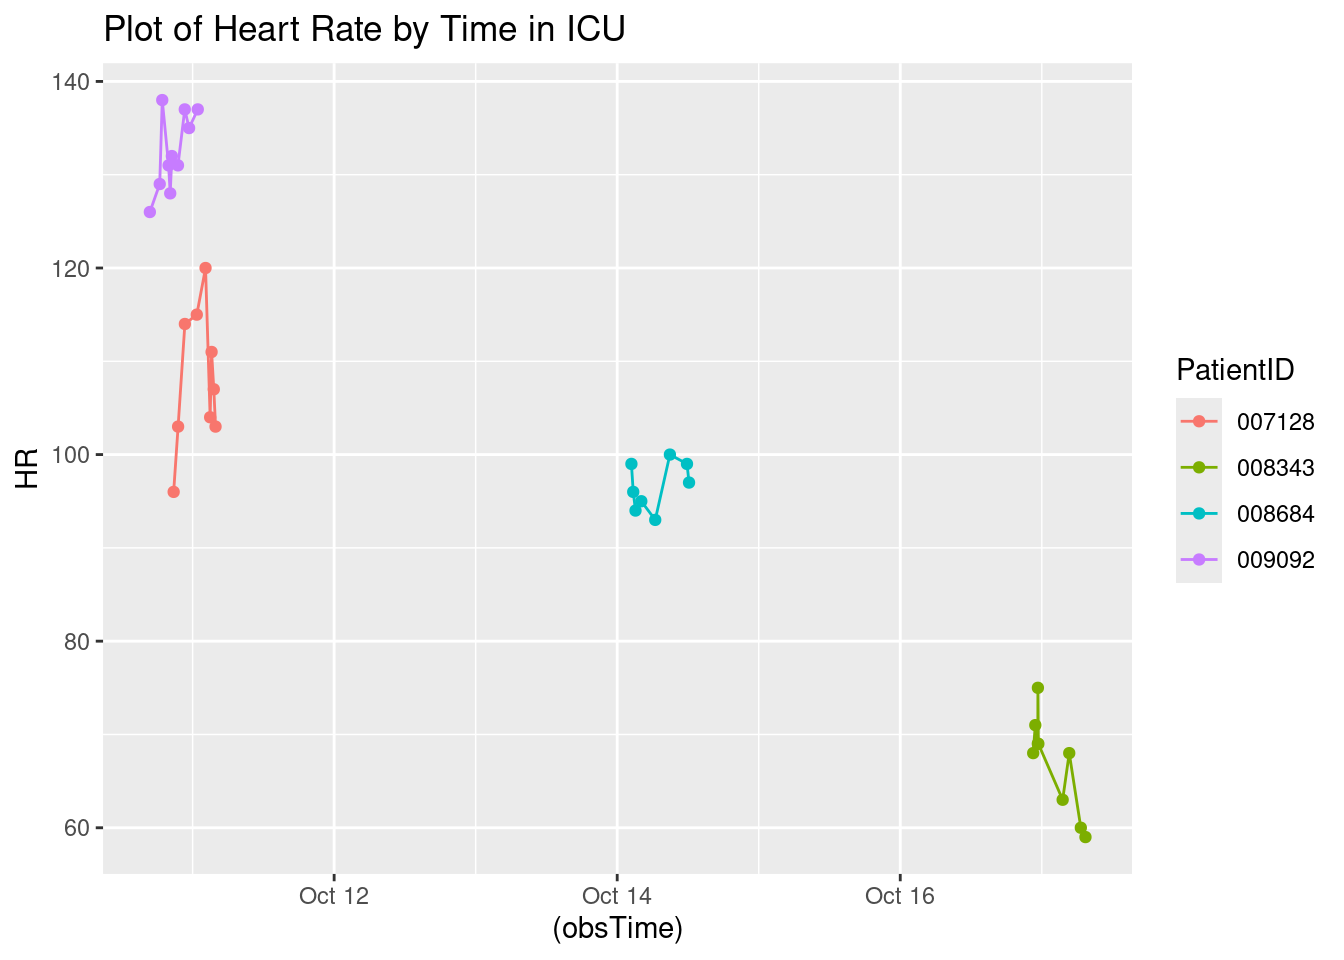 Plot of Heart Rate by Time in ICU
140
120
100
80
60
HR
Oct 12
Oct 14
Oct 16
(obsTime)
PatientID
007128
008343
008684
009092